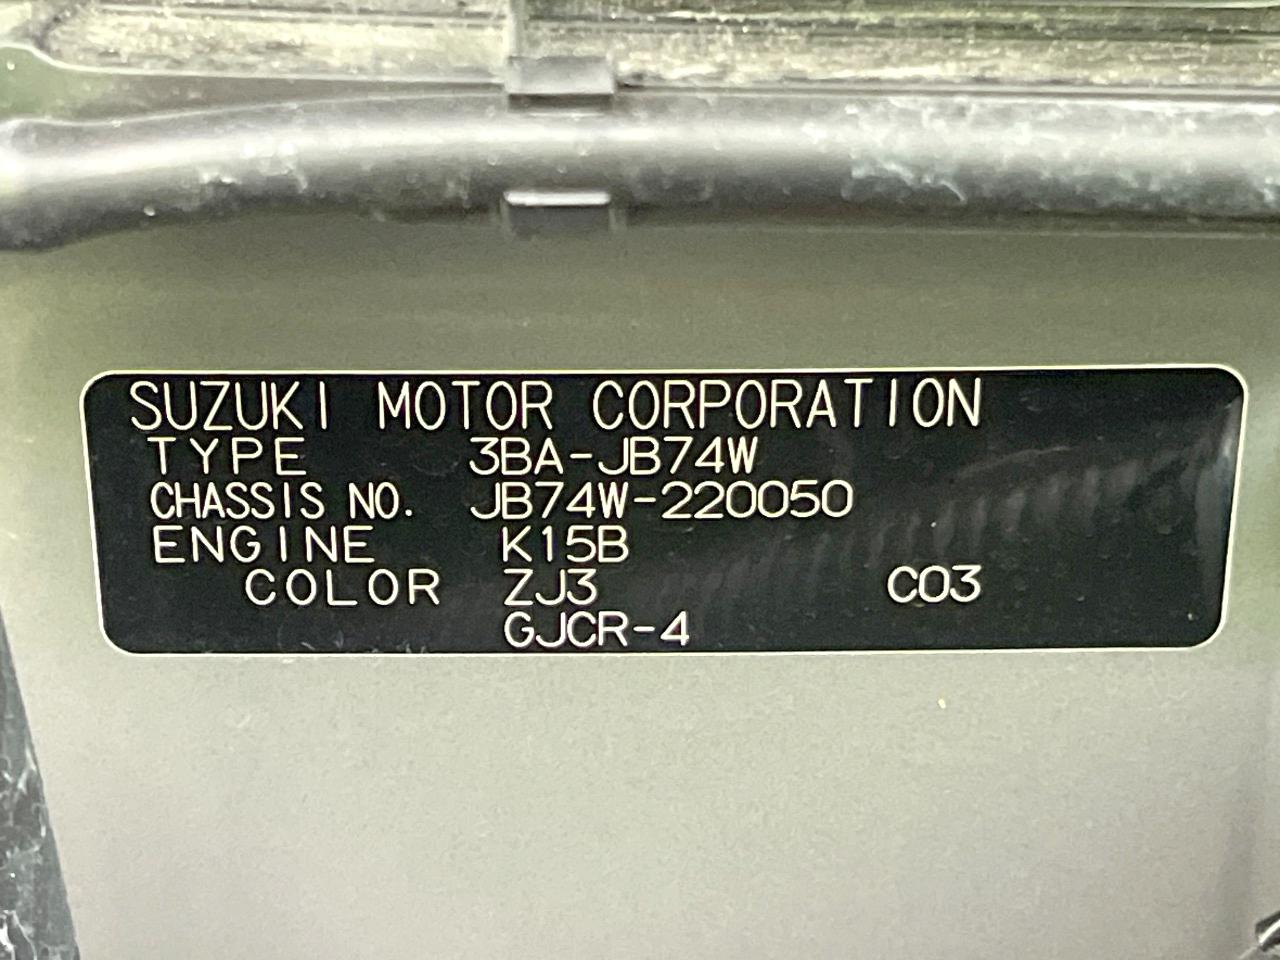 SUZUKI MOTOR CORPORATION
TYPE 3BA-JB74W
CHASSIS NO. JB74W-220050
ENGINE K15B
COLOR ZJ3 C03
GJCR-4